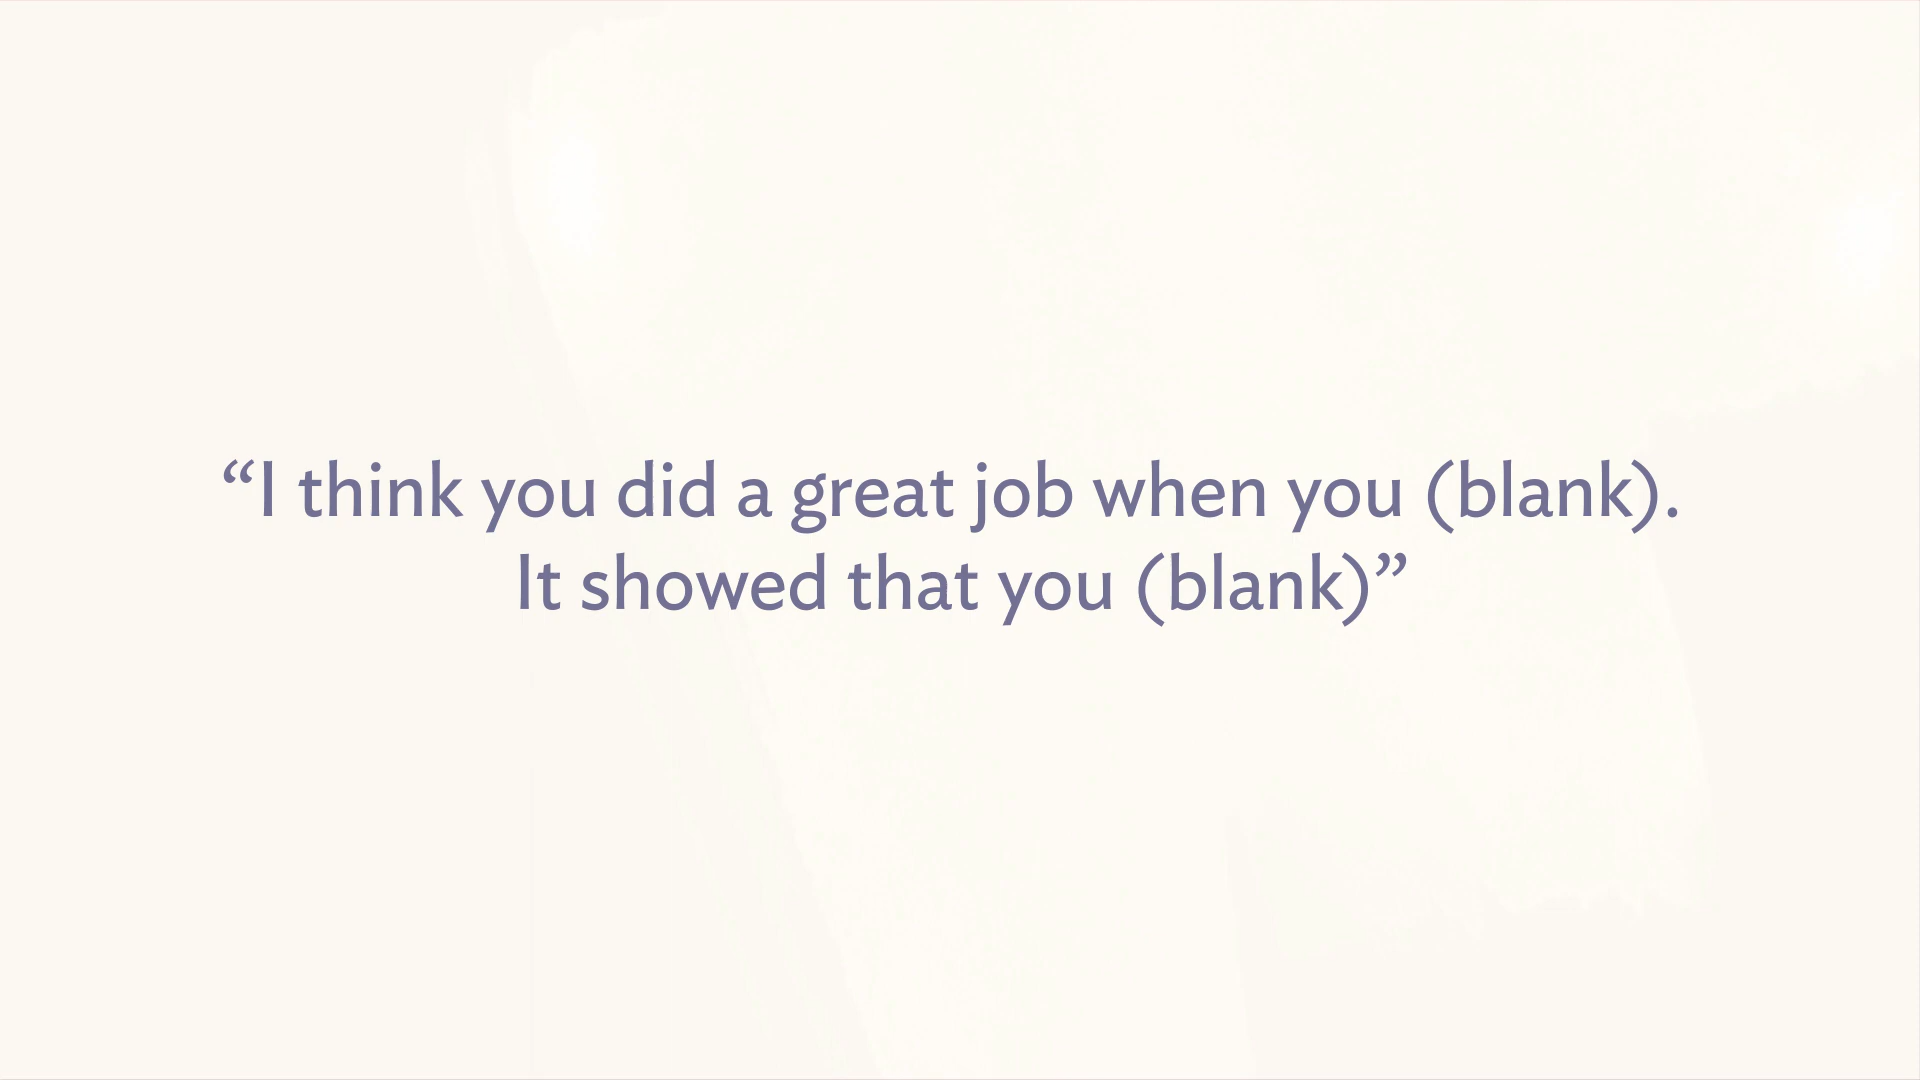 “I think you did a great job when you (blank).
It showed that you (blank)”